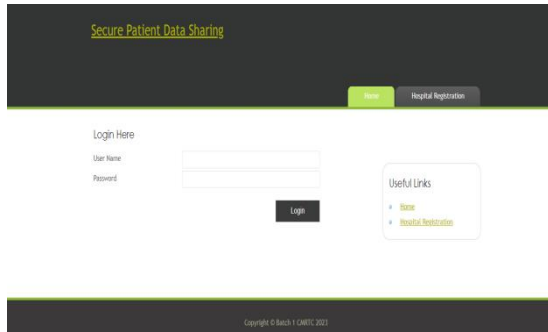 Secure Patient Data Sharing
Home
Hospital Registration
Login Here
User Name
Password
Login
Useful Links
Home
Hospital Registration
Copyright © Batch 1 CMRTC 2023